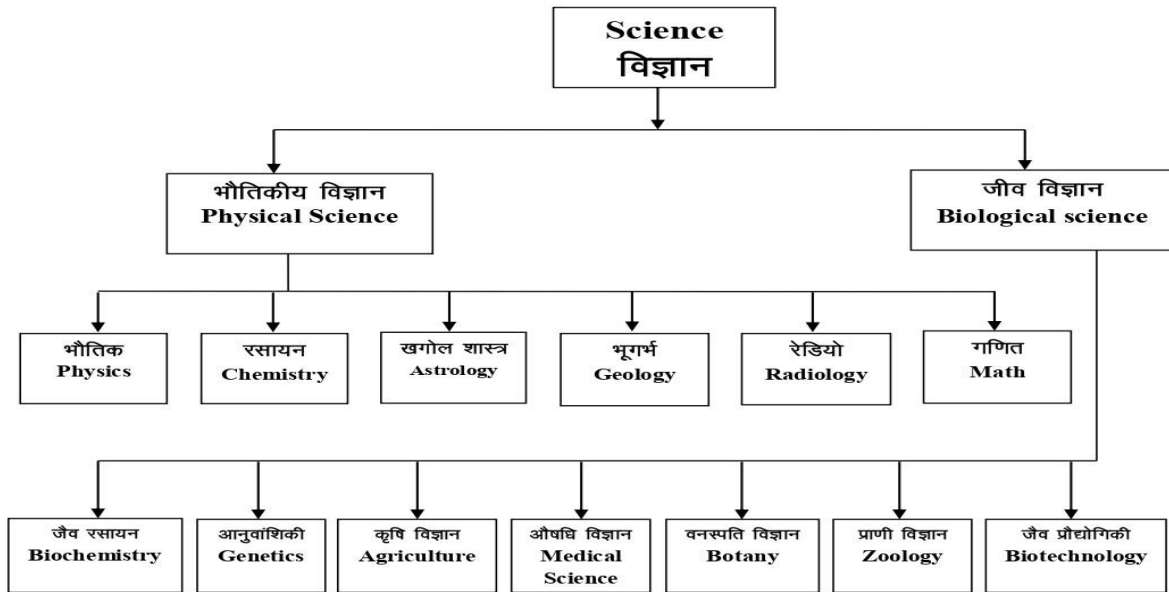 Science
विज्ञान
भौतिकीय विज्ञान
Physical Science
जीव विज्ञान
Biological science
भौतिक
Physics
रसायन
Chemistry
खगोल शास्त्र
Astrology
भूगर्भ
Geology
रेडियो
Radiology
गणित
Math
जैव रसायन
Biochemistry
आनुवांशिकी
Genetics
कृषि विज्ञान
Agriculture
औषधि विज्ञान
Medical
Science
वनस्पति विज्ञान
Botany
प्राणी विज्ञान
Zoology
जैव प्रौद्योगिकी
Biotechnology